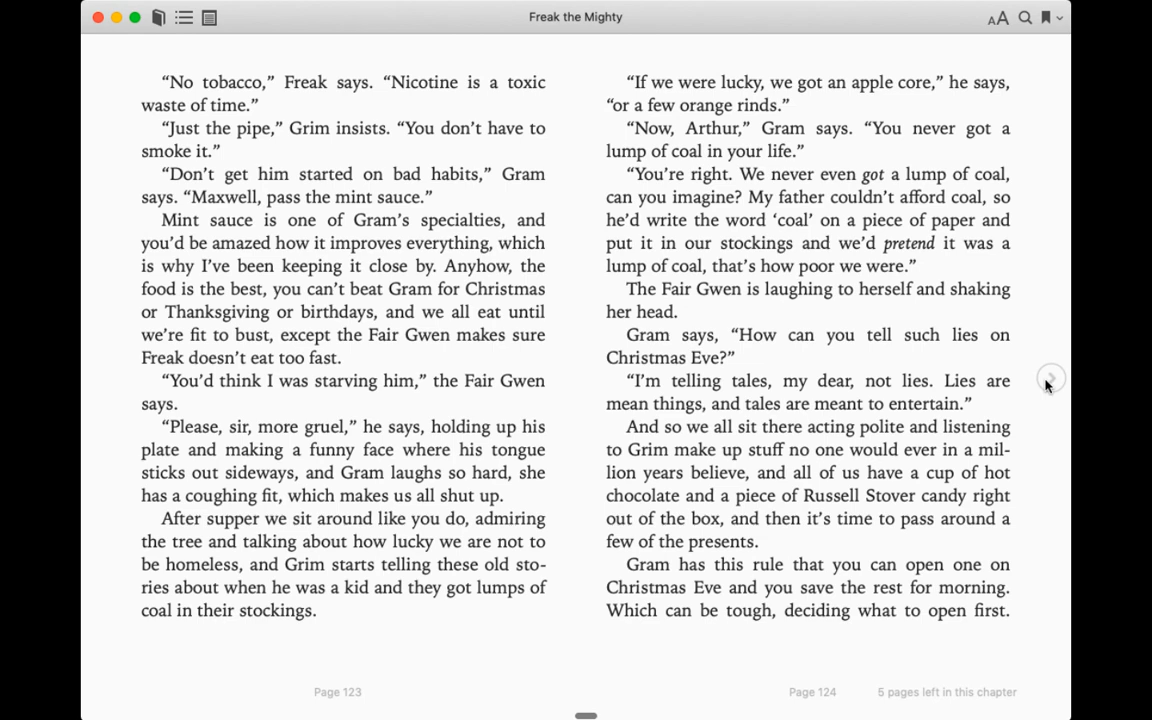 Freak the Mighty
“No tobacco,” Freak says. “Nicotine is a toxic
waste of time.”
“Just the pipe,” Grim insists. “You don’t have to
smoke it.”
“Don’t get him started on bad habits,” Gram
says. “Maxwell, pass the mint sauce.”
Mint sauce is one of Gram’s specialties, and
you’d be amazed how it improves everything, which
is why I’ve been keeping it close by. Anyhow, the
food is the best, you can’t beat Gram for Christmas
or Thanksgiving or birthdays, and we all eat until
we’re fit to bust, except the Fair Gwen makes sure
Freak doesn’t eat too fast.
“You’d think I was starving him,” the Fair Gwen
says.
“Please, sir, more gruel,” he says, holding up his
plate and making a funny face where his tongue
sticks out sideways, and Gram laughs so hard, she
has a coughing fit, which makes us all shut up.
After supper we sit around like you do, admiring
the tree and talking about how lucky we are not to
be homeless, and Grim starts telling these old sto-
ries about when he was a kid and they got lumps of
coal in their stockings.
Page 123
“If we were lucky, we got an apple core,” he says,
“or a few orange rinds.”
“Now, Arthur,” Gram says. “You never got a
lump of coal in your life.”
“You’re right. We never even got a lump of coal,
can you imagine? My father couldn’t afford coal, so
he’d write the word ‘coal’ on a piece of paper and
put it in our stockings and we’d pretend it was a
lump of coal, that’s how poor we were.”
The Fair Gwen is laughing to herself and shaking
her head.
Gram says, “How can you tell such lies on
Christmas Eve?”
“I’m telling tales, my dear, not lies. Lies are
mean things, and tales are meant to entertain.”
And so we all sit there acting polite and listening
to Grim make up stuff no one would ever in a mil-
lion years believe, and all of us have a cup of hot
chocolate and a piece of Russell Stover candy right
out of the box, and then it’s time to pass around a
few of the presents.
Gram has this rule that you can open one on
Christmas Eve and you save the rest for morning.
Which can be tough, deciding what to open first.
Page 124
5 pages left in this chapter